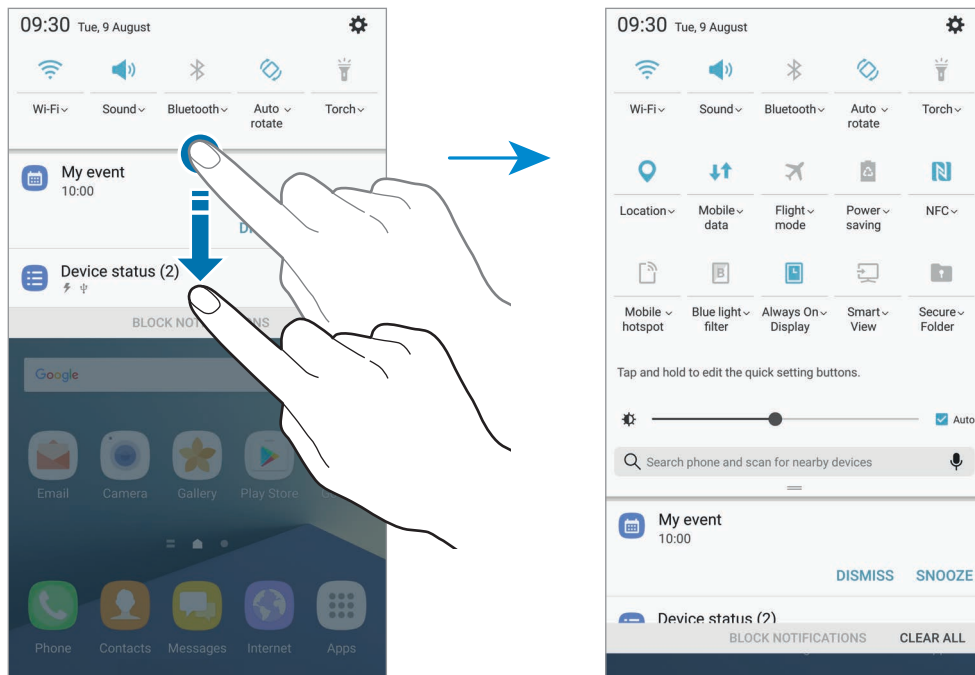 09:30 Tue, 9 August
Wi-Fi Sound Bluetooth Auto rotate Torch
My event
10:00
Device status (2)
Google
Email Camera Gallery Play Store
Phone Contacts Messages Internet Apps
09:30 Tue, 9 August
Wi-Fi Sound Bluetooth Auto rotate Torch
Location Mobile data Flight mode Power saving NFC
B
Mobile hotspot Blue light filter Always On Display Smart View Secure Folder
Tap and hold to edit the quick setting buttons.
Auto
Search phone and scan for nearby devices
My event
10:00
DISMISS SNOOZE
Device status (2)
BLOCK NOTIFICATIONS CLEAR ALL